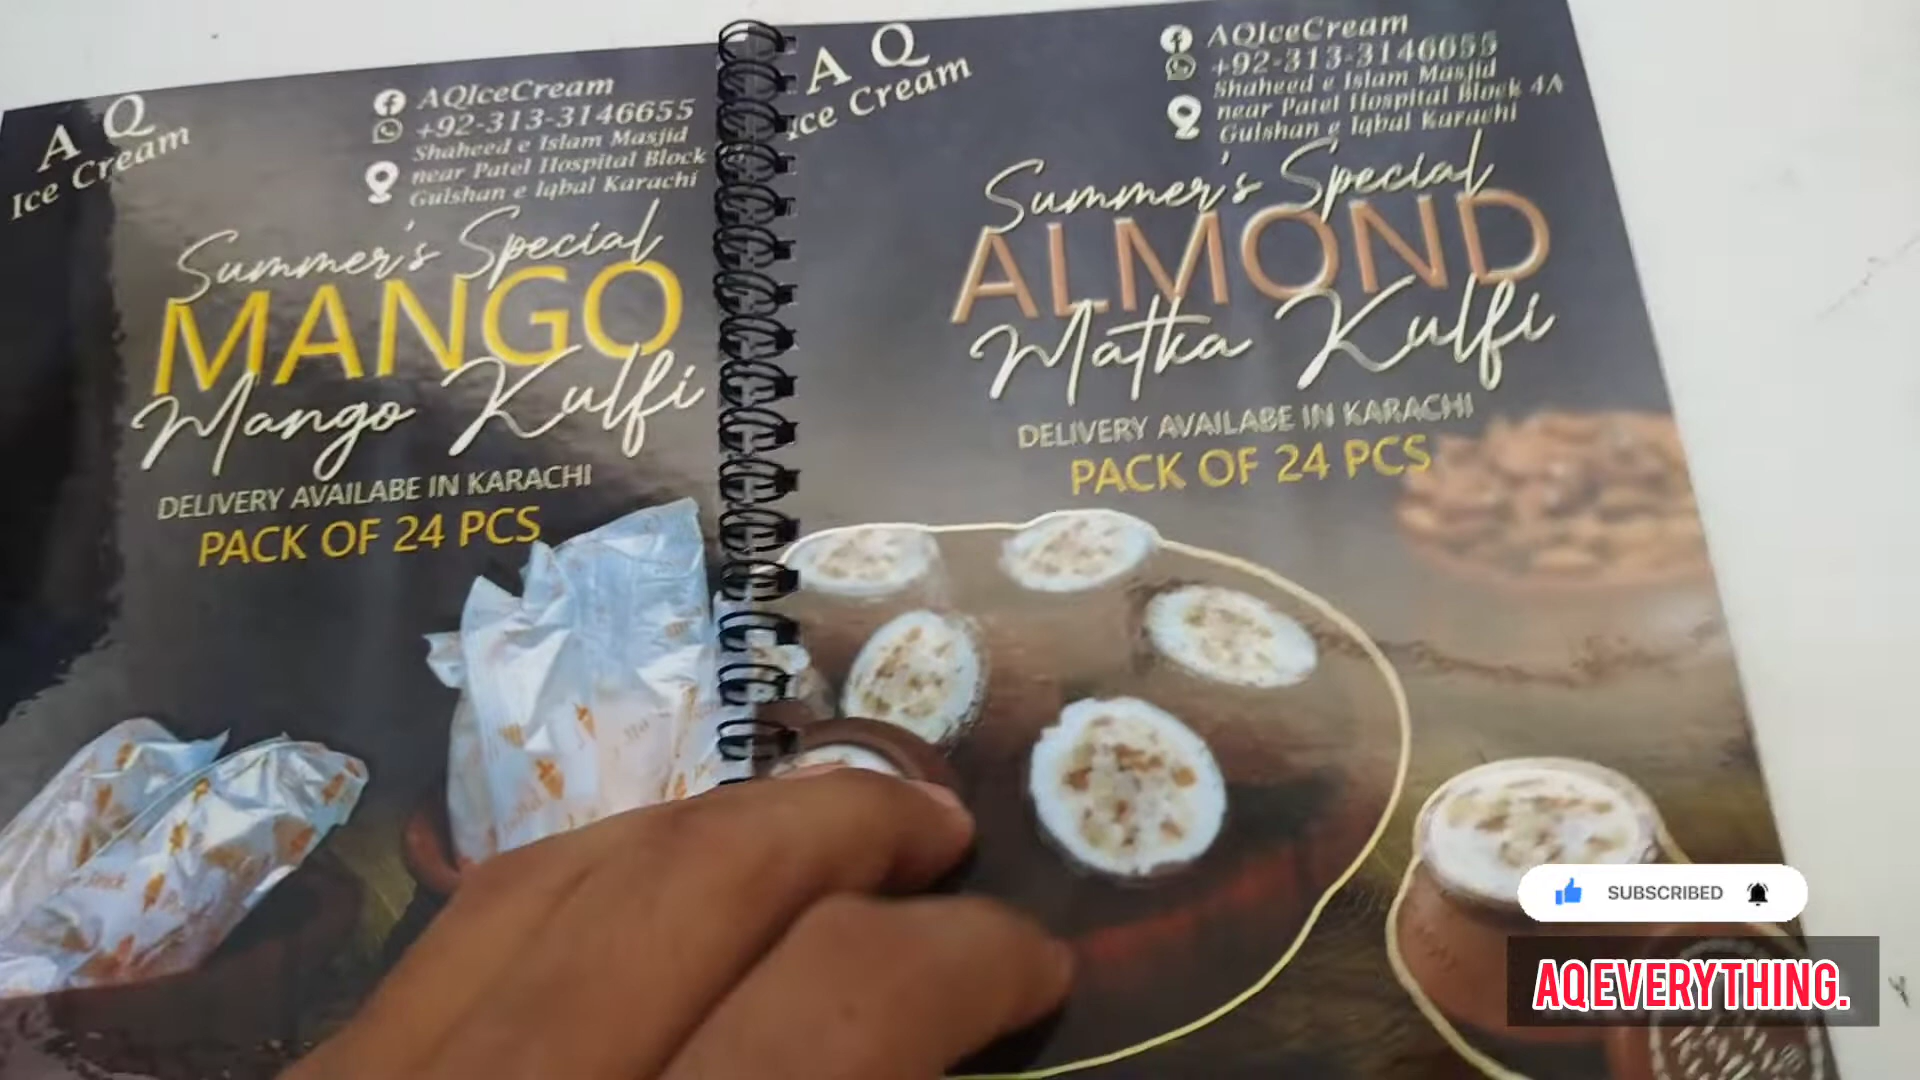 A Q
Ice Cream
AQIceCream
+92-313-3146655
Shaheed e Islam Masjid
near Patel Hospital Block
Gulshan e Iqbal Karachi
Summer's Special
MANGO
Mango Kulfi
DELIVERY AVAILABE IN KARACHI
PACK OF 24 PCS
A Q
Ice Cream
AQIceCream
+92-313-3146655
Shaheed e Islam Masjid
near Patel Hospital Block 4A
Gulshan e Iqbal Karachi
Summer's Special
ALMOND
Matka Kulfi
DELIVERY AVAILABE IN KARACHI
PACK OF 24 PCS
SUBSCRIBED
AQEVERYTHING.